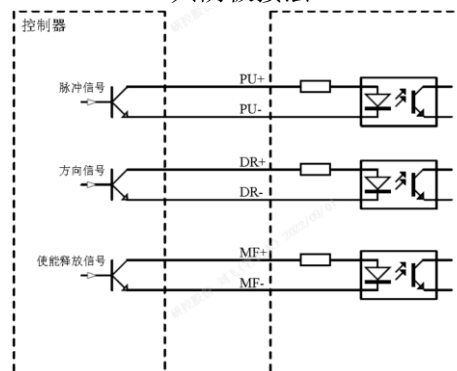 控制器
脉冲信号
PU+
PU-
方向信号
DR+
DR-
使能释放信号
MF+
MF-